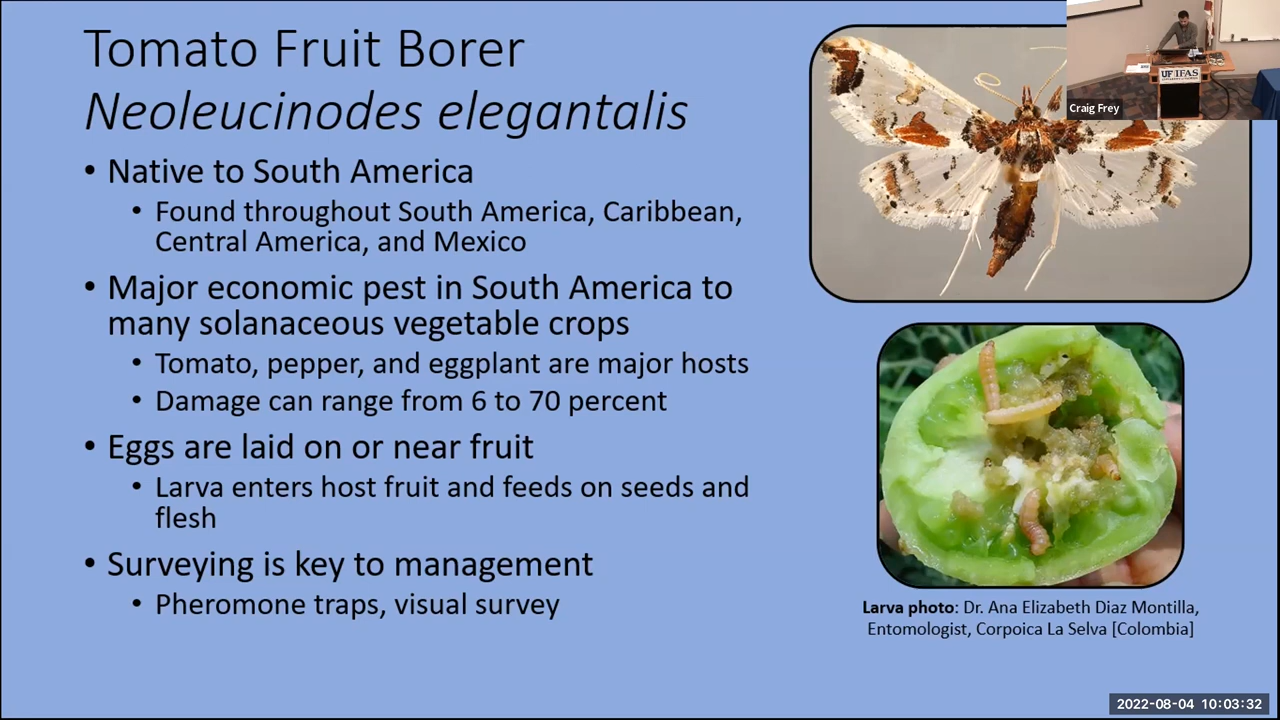 Tomato Fruit Borer
Neoleucinodes elegantalis
• Native to South America
• Found throughout South America, Caribbean,
Central America, and Mexico
• Major economic pest in South America to
many solanaceous vegetable crops
• Tomato, pepper, and eggplant are major hosts
• Damage can range from 6 to 70 percent
• Eggs are laid on or near fruit
• Larva enters host fruit and feeds on seeds and
flesh
• Surveying is key to management
• Pheromone traps, visual survey
UF IFAS
Craig Frey
Larva photo: Dr. Ana Elizabeth Diaz Montilla,
Entomologist, Corpoica La Selva [Colombia]
2022-08-04 10:03:32